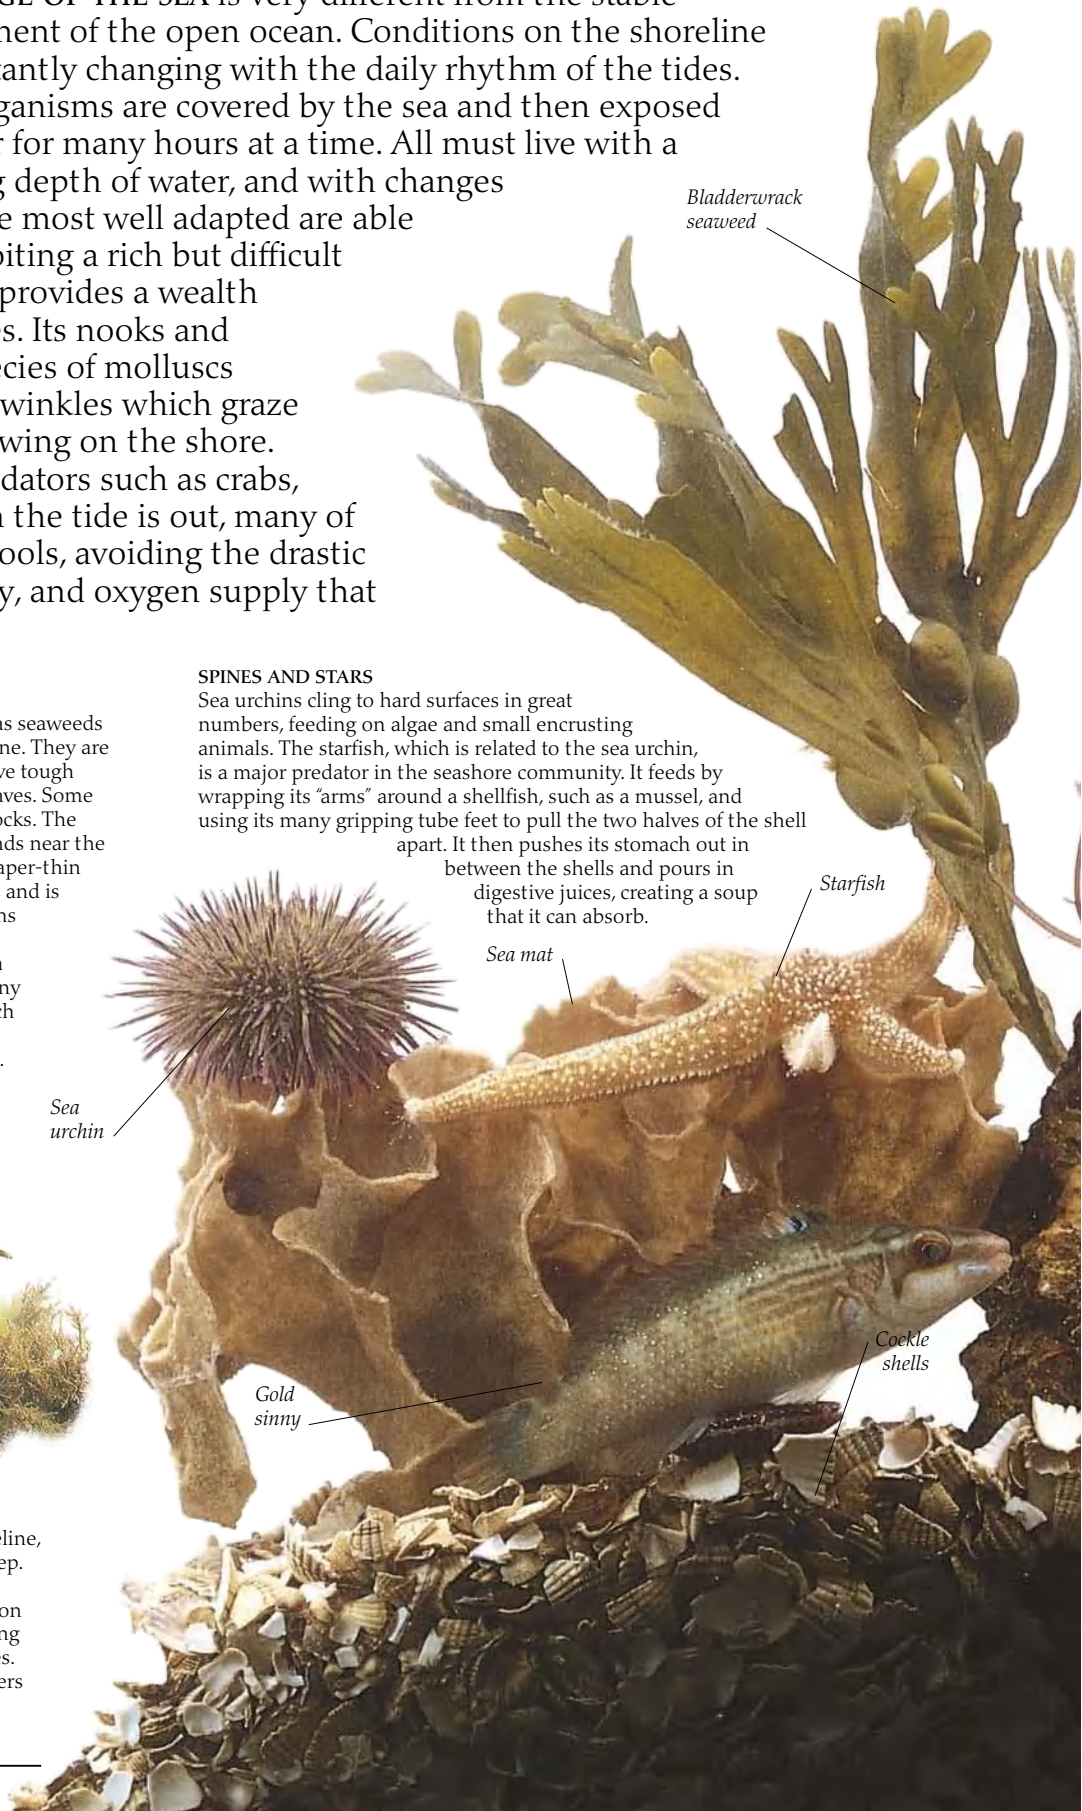 GE OF THE SEA is very different from the stable
ment of the open ocean. Conditions on the shoreline
tantly changing with the daily rhythm of the tides.
ganisms are covered by the sea and then exposed
r for many hours at a time. All must live with a
g depth of water, and with changes
e most well adapted are able
biting a rich but difficult
provides a wealth
es. Its nooks and
ecies of molluscs
winkles which graze
wing on the shore.
dators such as crabs,
n the tide is out, many of
ools, avoiding the drastic
y, and oxygen supply that
Bladderwrack
seaweed
as seaweeds
ne. They are
ve tough
aves. Some
ocks. The
nds near the
aper-thin
s and is
ns
n
ny
ch
.
SPINES AND STARS
Sea urchins cling to hard surfaces in great
numbers, feeding on algae and small encrusting
animals. The starfish, which is related to the sea urchin,
is a major predator in the seashore community. It feeds by
wrapping its “arms” around a shellfish, such as a mussel, and
using its many gripping tube feet to pull the two halves of the shell
apart. It then pushes its stomach out in
between the shells and pours in
digestive juices, creating a soup
that it can absorb.
Starfish
Sea mat
Sea
urchin
Gold
sinny
Cockle
shells
eline,
ep.
on
ng
es.
ers